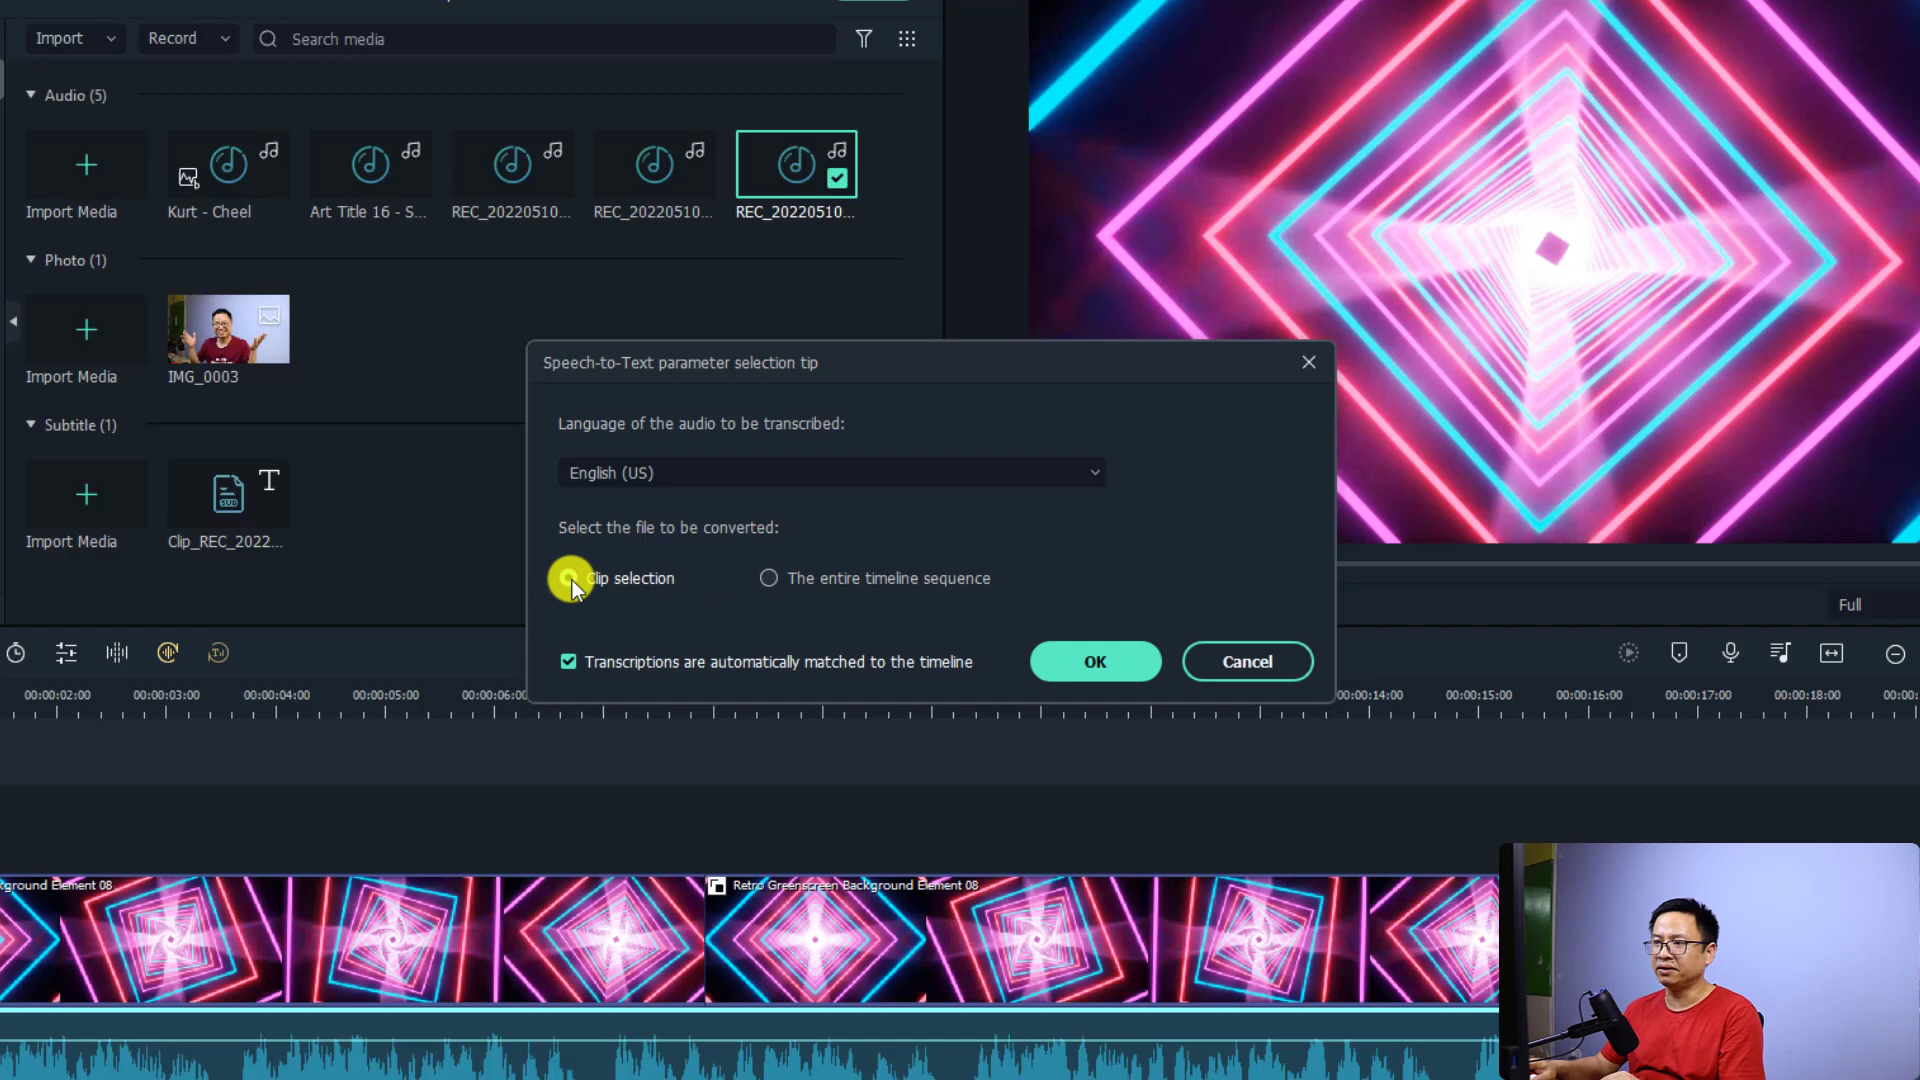 Import
Record
Search media
Audio (5)
Import Media
Kurt - Cheel
Art Title 16 - S...
REC_20220510...
REC_20220510...
REC_20220510...
Photo (1)
Import Media
IMG_0003
Subtitle (1)
SUB
T
Import Media
Clip_REC_2022...
Speech-to-Text parameter selection tip
Language of the audio to be transcribed:
English (US)
Select the file to be converted:
Clip selection
The entire timeline sequence
Transcriptions are automatically matched to the timeline
OK
Cancel
Full
00:00:02:00
00:00:03:00
00:00:04:00
00:00:05:00
00:00:06:00
00:00:14:00
00:00:15:00
00:00:16:00
00:00:17:00
00:00:18:00
00:00:
ground Element 08
Retro Greenscreen Background Element 08